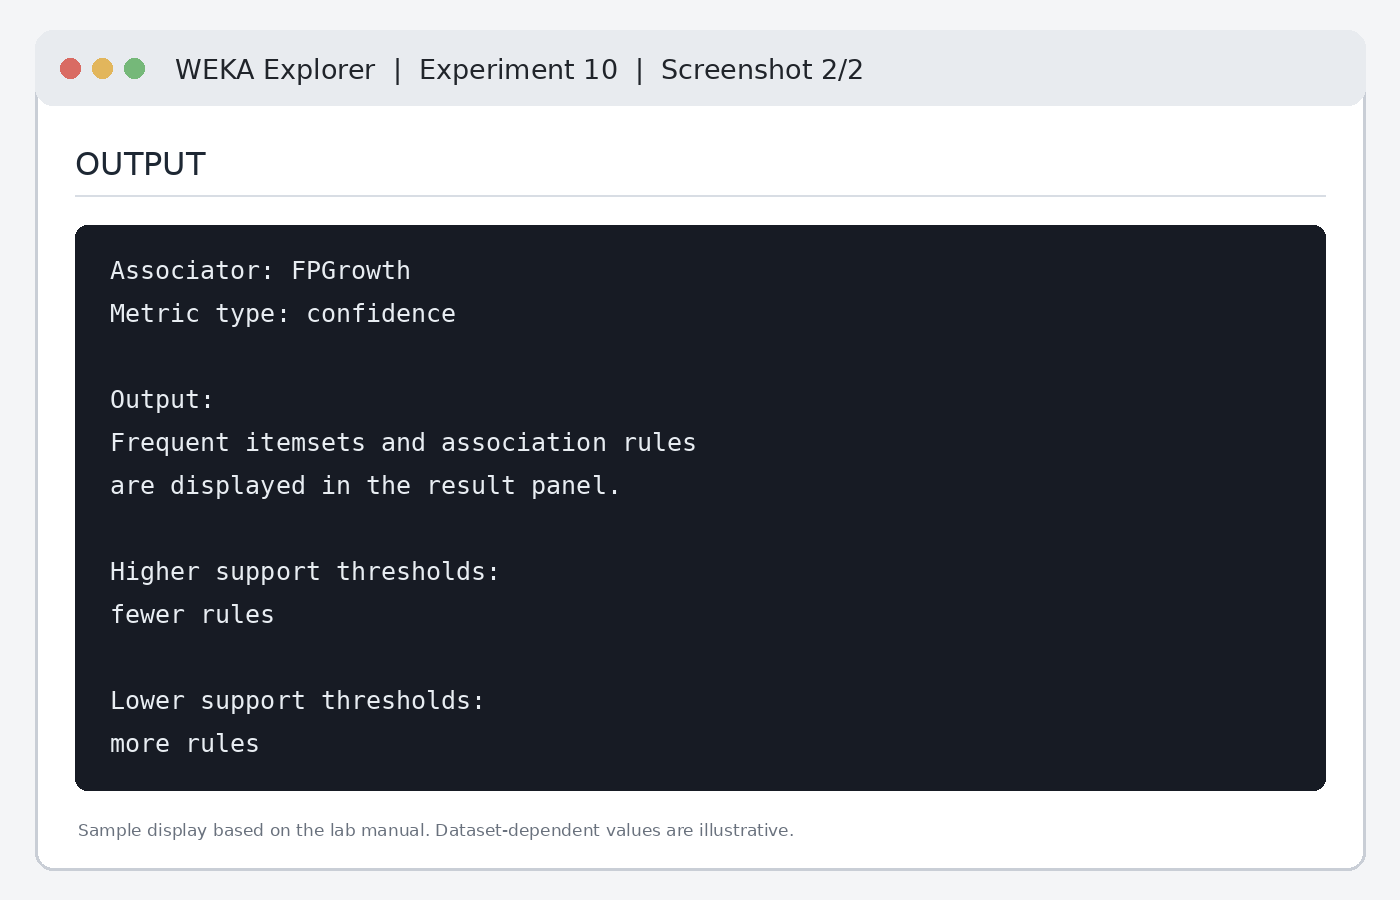 WEKA Explorer | Experiment 10 | Screenshot 2/2
OUTPUT
Associator: FPGrowth
Metric type: confidence
Output:
Frequent itemsets and association rules
are displayed in the result panel.
Higher support thresholds:
fewer rules
Lower support thresholds:
more rules
Sample display based on the lab manual. Dataset-dependent values are illustrative.